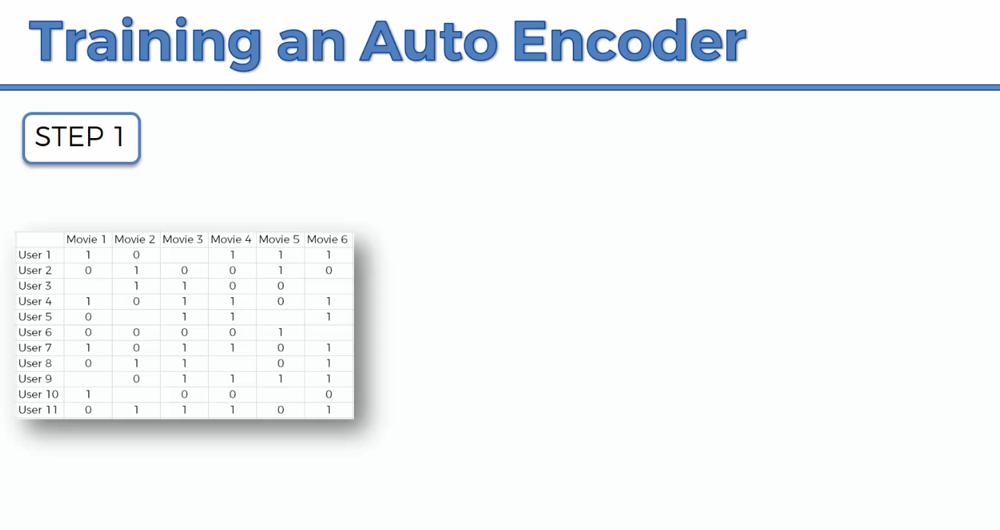 Training an Auto Encoder
STEP 1
Movie 1 Movie 2 Movie 3 Movie 4 Movie 5 Movie 6
User 1 1 0 1 1 1
User 2 0 1 0 0 1 0
User 3 1 1 0 0
User 4 1 0 1 1 0 1
User 5 0 1 1 1
User 6 0 0 0 0 1
User 7 1 0 1 1 0 1
User 8 0 1 1 0 1
User 9 0 1 1 1 1
User 10 1 0 0 0
User 11 0 1 1 1 0 1